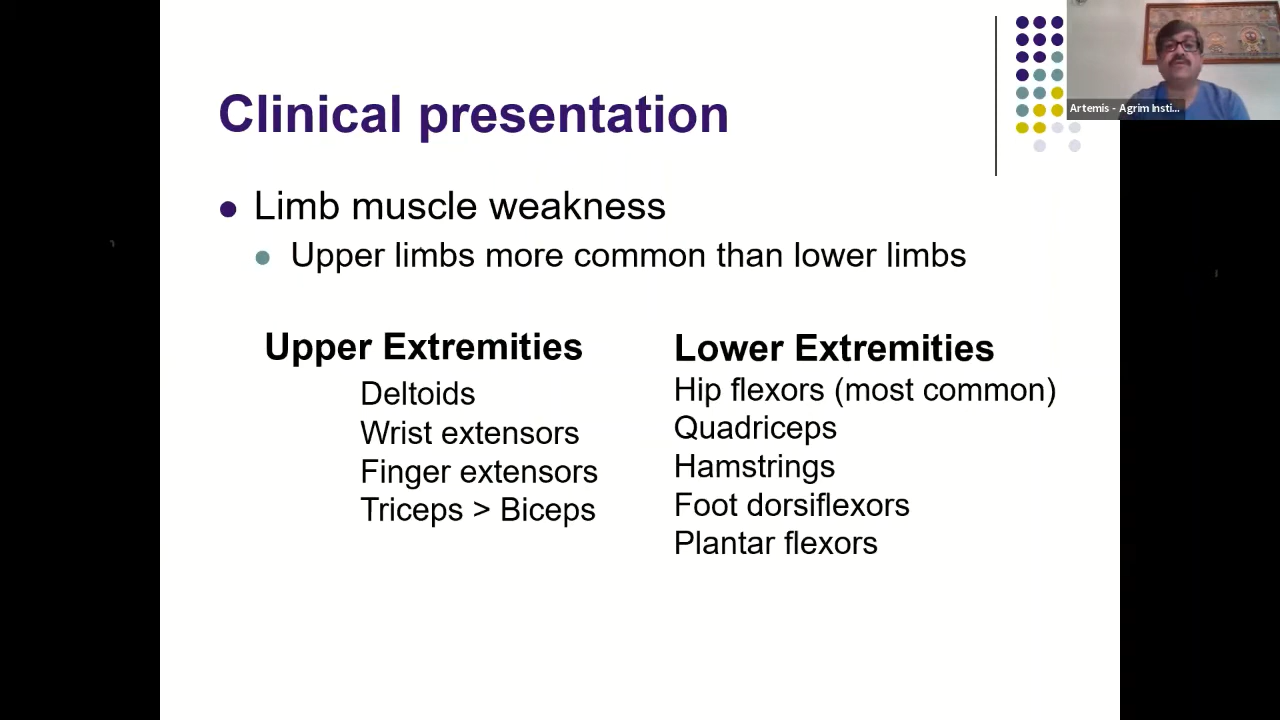 Clinical presentation
Artemis - Agrim Insti...
Limb muscle weakness
Upper limbs more common than lower limbs
Upper Extremities
Deltoids
Wrist extensors
Finger extensors
Triceps > Biceps
Lower Extremities
Hip flexors (most common)
Quadriceps
Hamstrings
Foot dorsiflexors
Plantar flexors